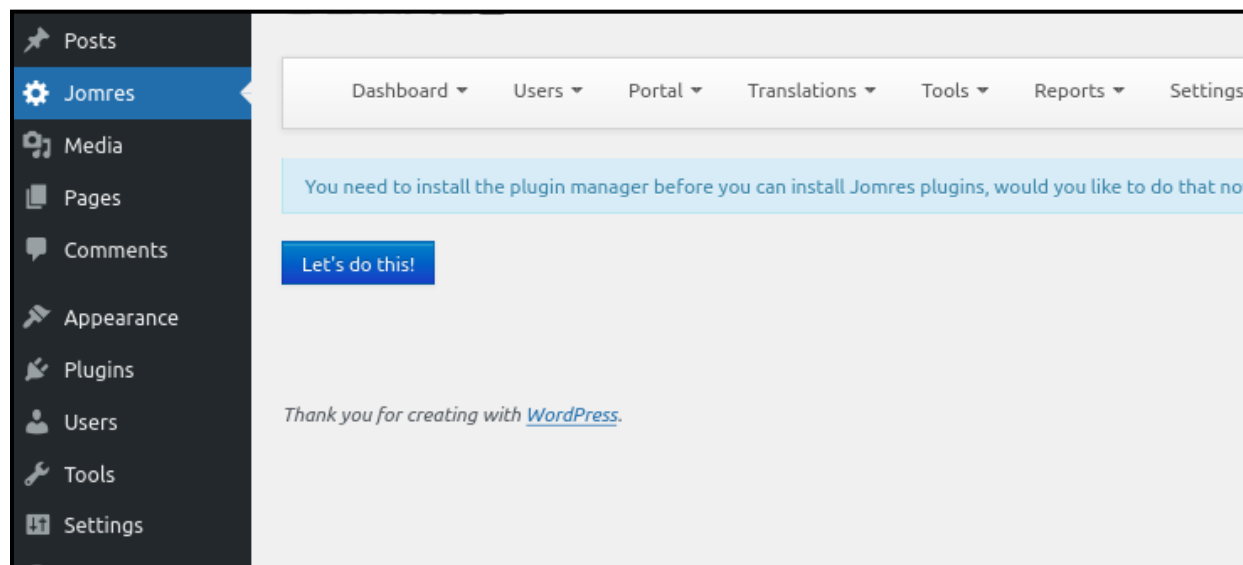 Posts
Jomres
Media
Pages
Comments
Appearance
Plugins
Users
Tools
Settings
Dashboard Users Portal Translations Tools Reports Settings
You need to install the plugin manager before you can install Jomres plugins, would you like to do that no
Let's do this!
Thank you for creating with WordPress.